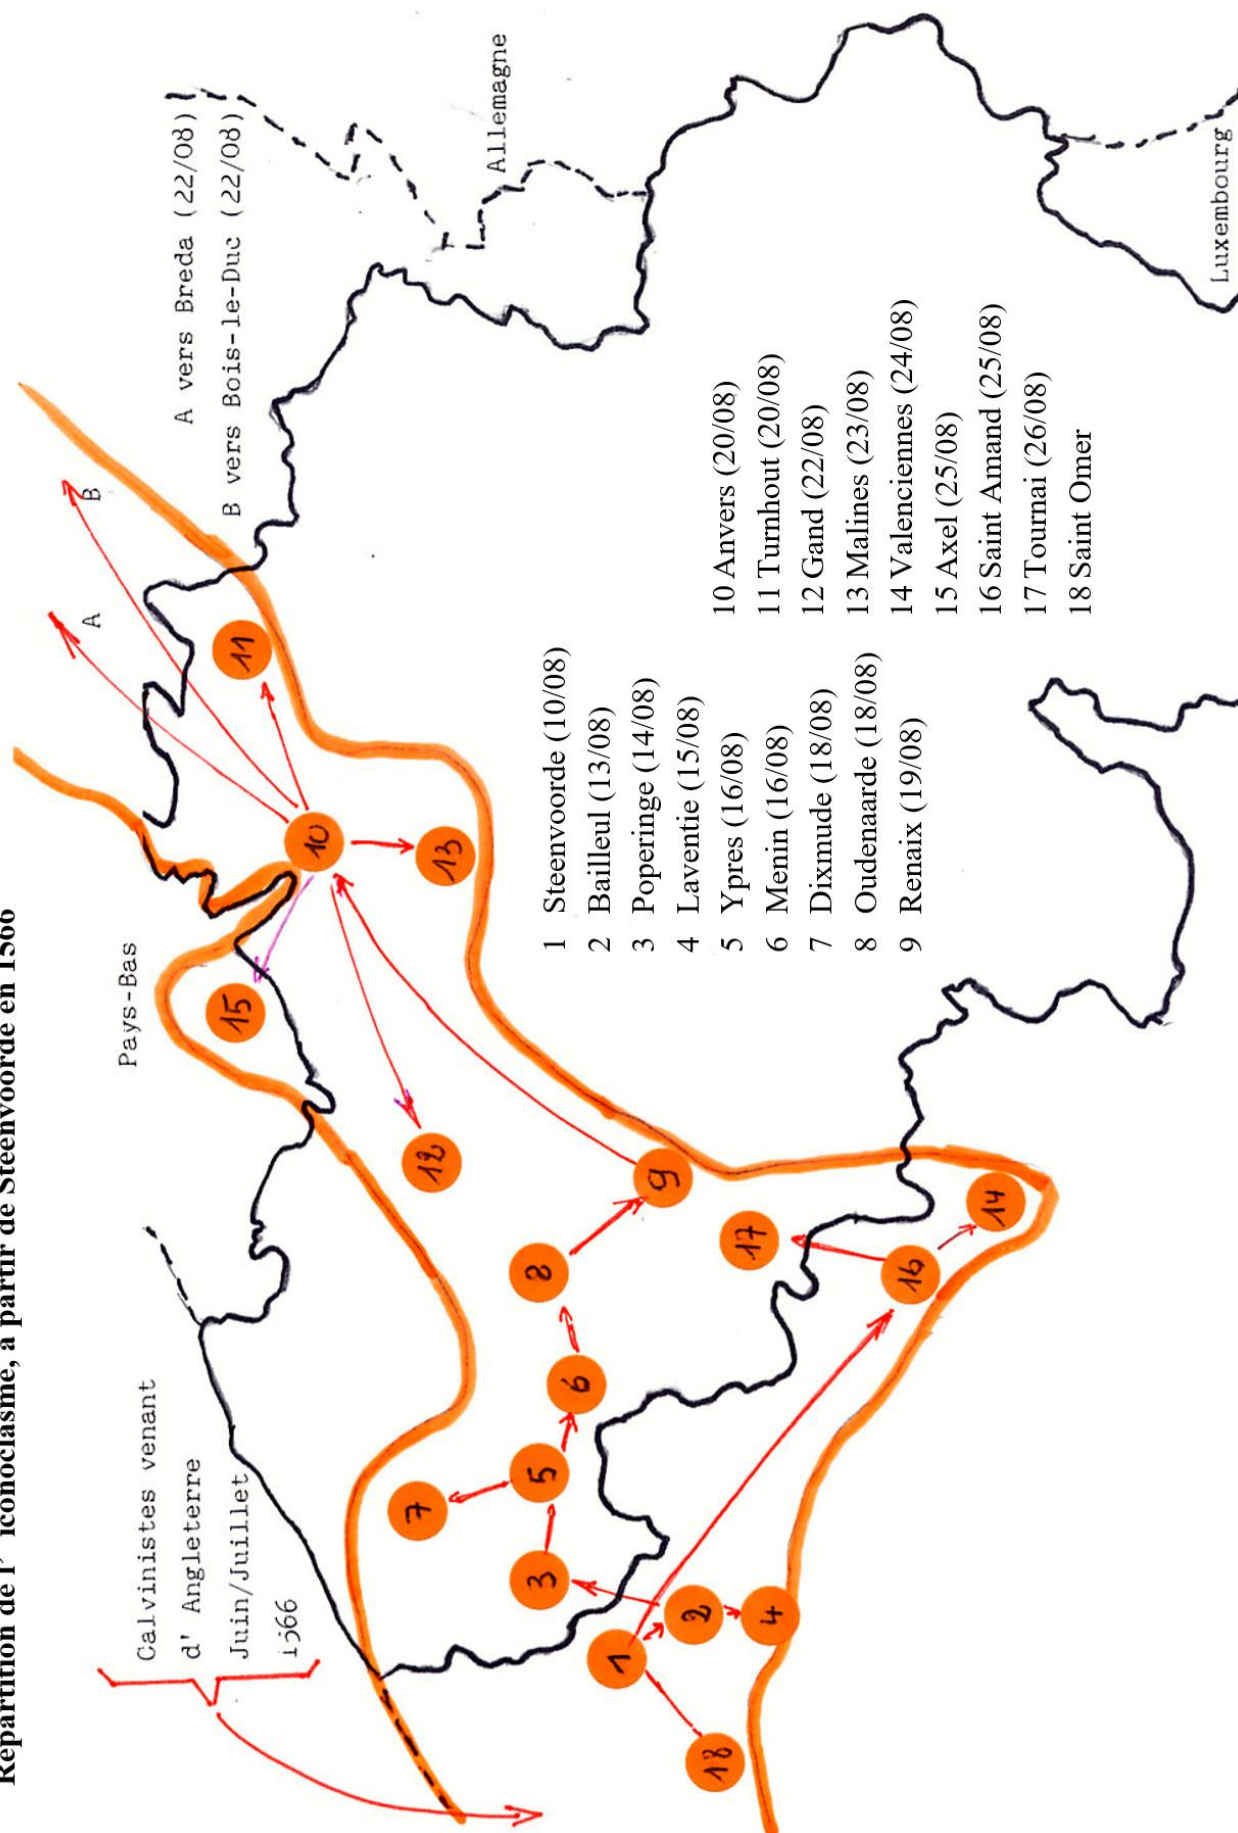 Répartition de l' iconoclasme, à partir de Steenvoorde en 1566
Calvinistes venant
d' Angleterre
Juin/Juillet
1566
Pays-Bas
A vers Breda (22/08)
B vers Bois-le-Duc (22/08)
Allemagne
Luxembourg
A
B
1 Steenvoorde (10/08)
2 Bailleul (13/08)
3 Poperinge (14/08)
4 Laventie (15/08)
5 Ypres (16/08)
6 Menin (16/08)
7 Dixmude (18/08)
8 Oudenaarde (18/08)
9 Renaix (19/08)
10 Anvers (20/08)
11 Turnhout (20/08)
12 Gand (22/08)
13 Malines (23/08)
14 Valenciennes (24/08)
15 Axel (25/08)
16 Saint Amand (25/08)
17 Tournai (26/08)
18 Saint Omer
15
10
11
13
12
7
8
9
3
5
6
17
1
2
4
16
14
18